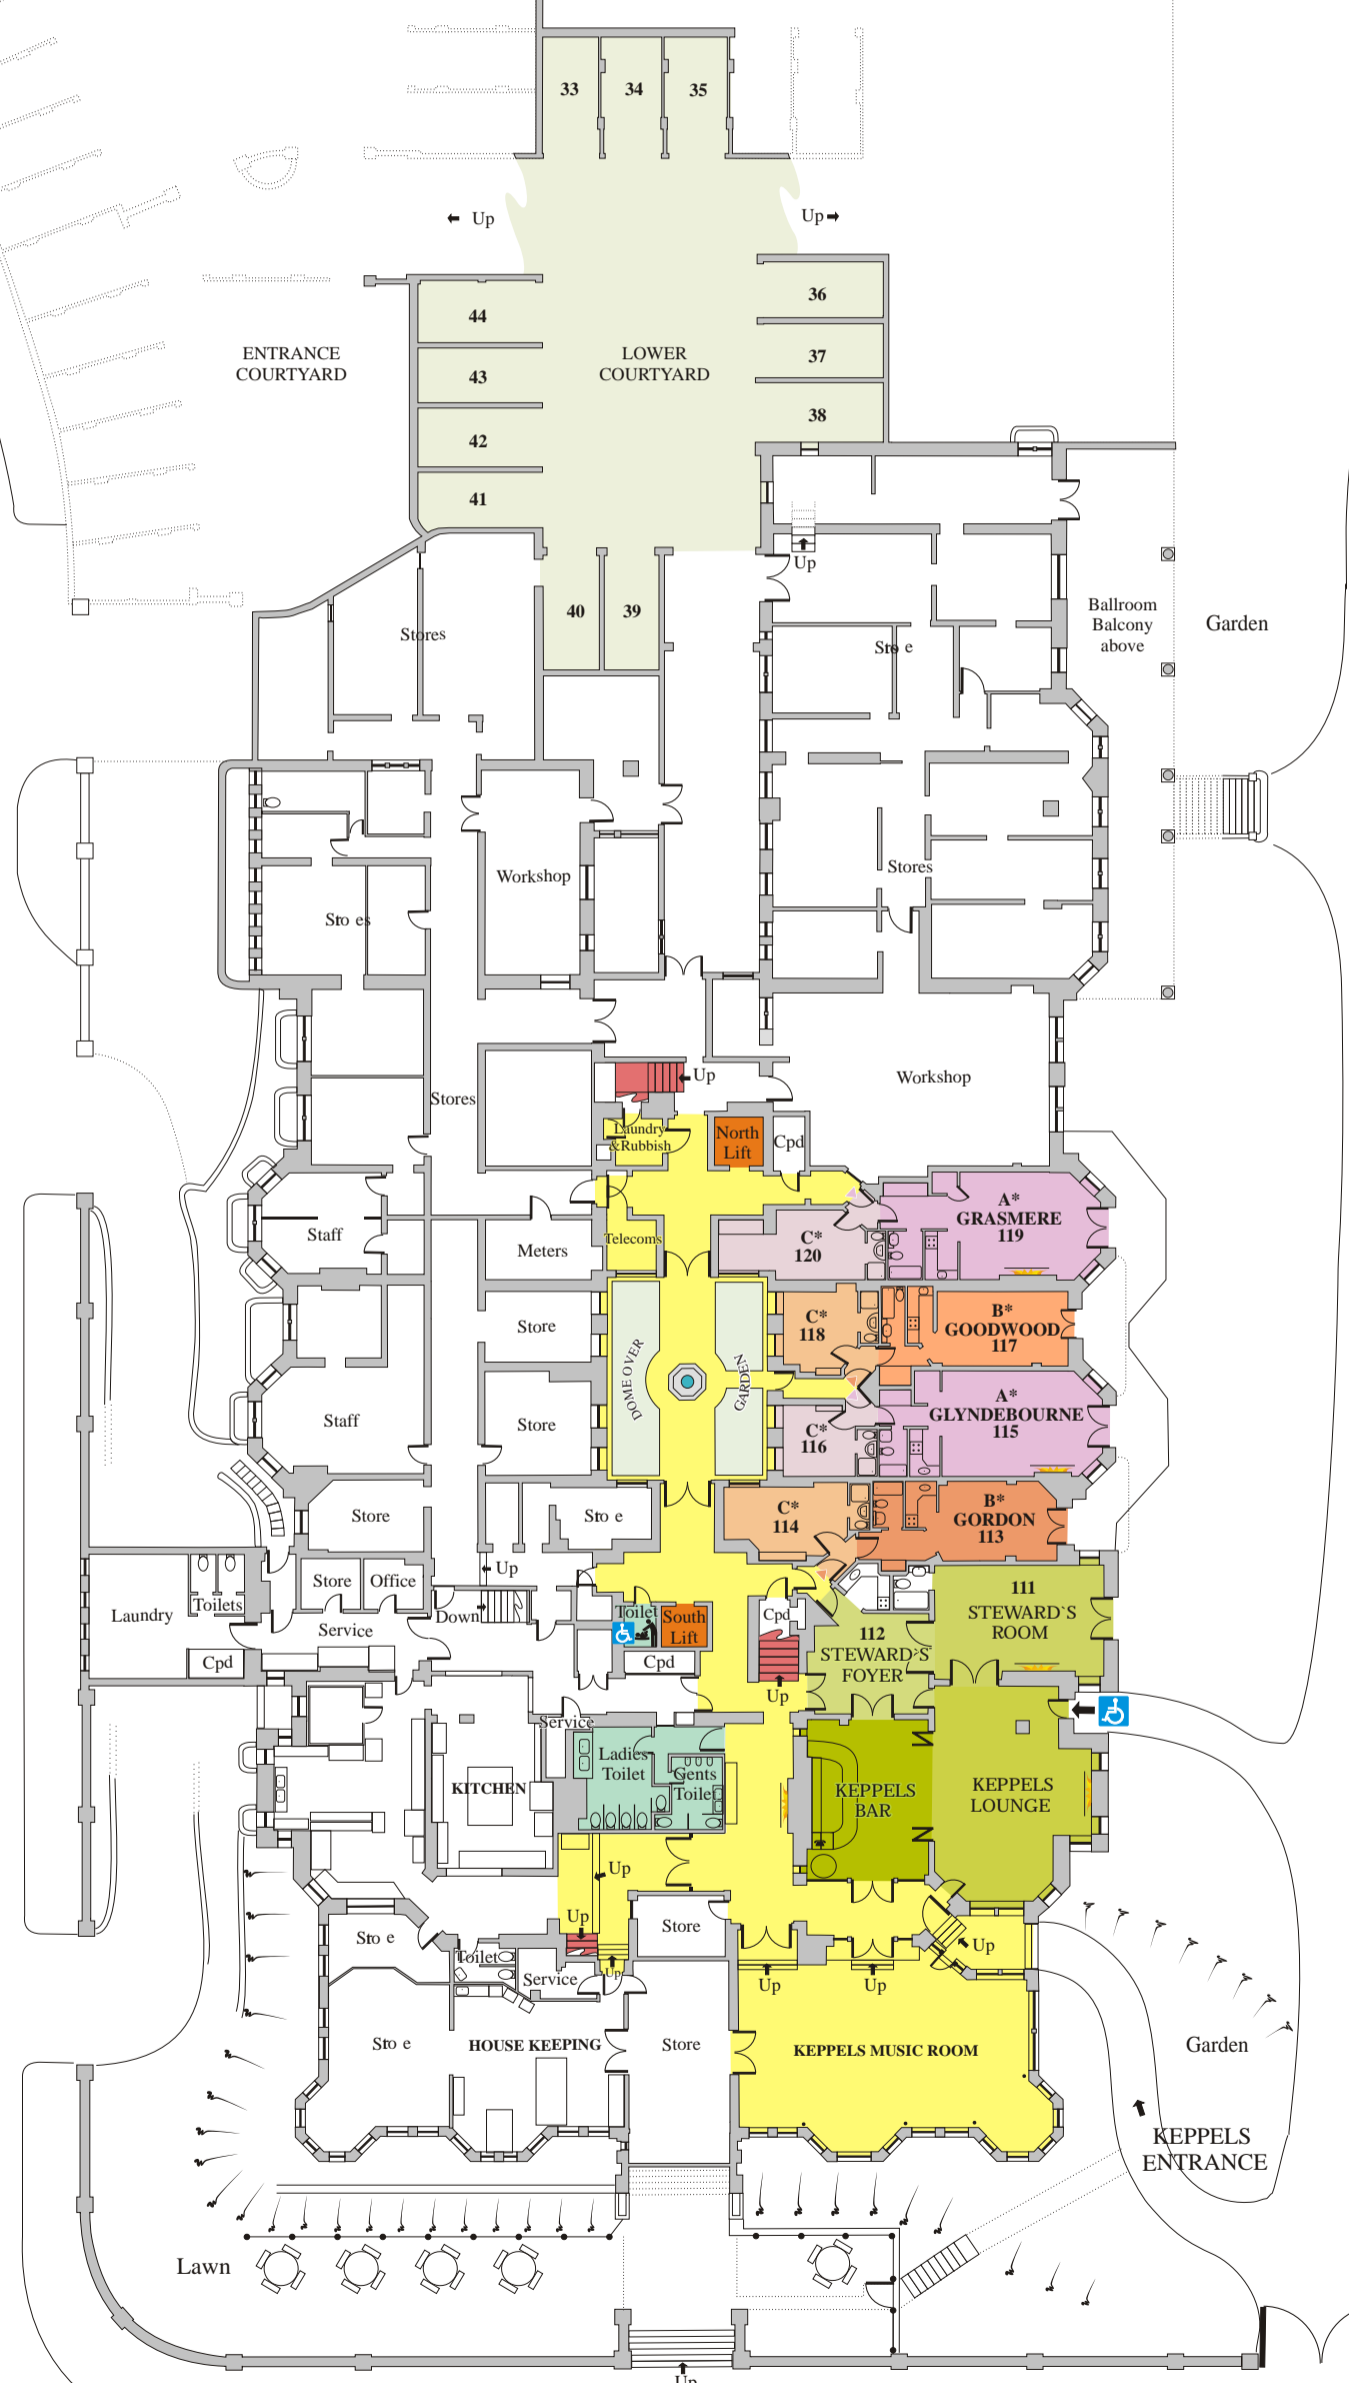 33
34
35
Up
Up
36
44
ENTRANCE
COURTYARD
LOWER
COURTYARD
37
43
38
42
41
Up
40
39
Ballroom
Balcony
above
Garden
Stores
Sto e
Workshop
Stores
Sto es
Up
Workshop
Stores
Laundry
&Rubbish
North
Lift
Cpd
A*
GRASMERE
119
Staff
Meters
Telecoms
C*
120
Store
DOME OVER
GARDEN
C*
118
B*
GOODWOOD
117
Staff
Store
C*
116
A*
GLYNDEBOURNE
115
Store
Sto e
C*
114
B*
GORDON
113
Up
Store
Office
Toilets
Laundry
Down
Service
Cpd
Toilet
South
Lift
Cpd
Cpd
Up
112
STEWARD`S
FOYER
111
STEWARD`S
ROOM
Service
Ladies
Toilet
Gents
Toilet
KITCHEN
KEPPELS
BAR
KEPPELS
LOUNGE
Up
Up
Store
Sto e
Toilet
Service
Up
Up
Up
Up
Sto e
HOUSE KEEPING
Store
KEPPELS MUSIC ROOM
Garden
KEPPELS
ENTRANCE
Lawn
Up